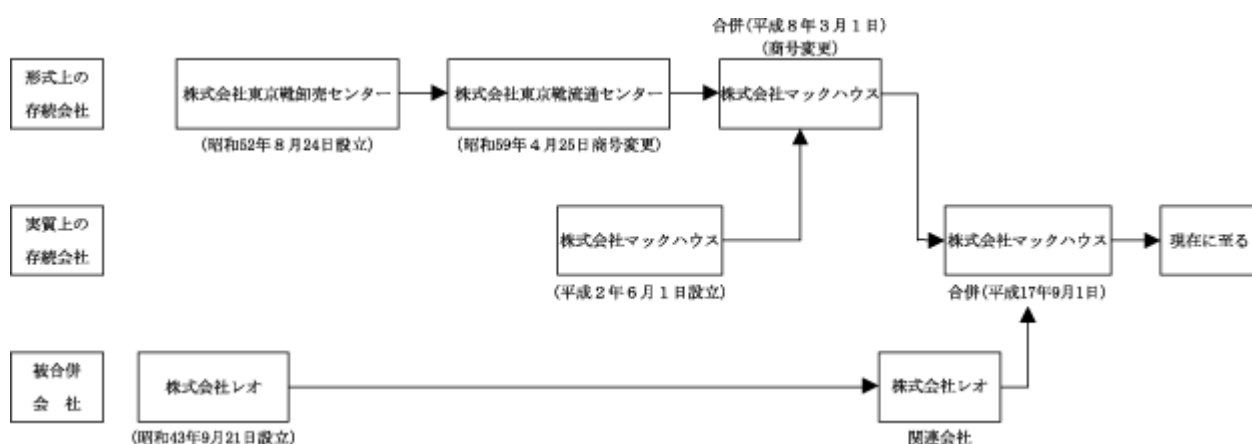 合併(平成８年３月１日)
(商号変更)
形式上の
存続会社
株式会社東京靴卸売センター
株式会社東京靴流通センター
株式会社マックハウス
(昭和52年８月24日設立)
(昭和59年４月25日商号変更)
実質上の
存続会社
株式会社マックハウス
株式会社マックハウス
現在に至る
(平成２年６月１日設立)
合併(平成17年9月1日)
被合併
会　社
株式会社レオ
株式会社レオ
(昭和43年9月21日設立)
関連会社